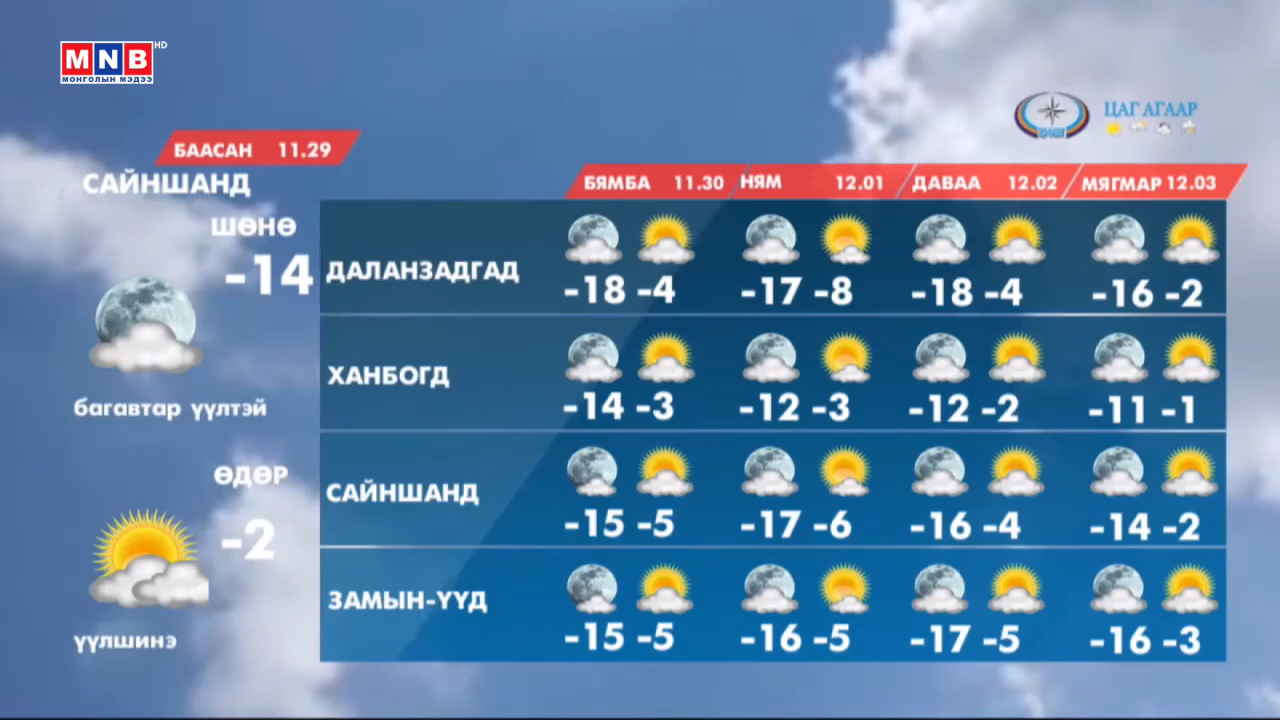 MNB HD
МОНГОЛЫН МЭДЭЭ
ЦАГ АГААР
БААСАН 11.29
САЙНШАНД
ШӨНӨ
-14
багавтар үүлтэй
ӨДӨР
-2
үүлшинэ
БЯМБА 11.30 НЯМ 12.01 ДАВАА 12.02 МЯГМАР 12.03
ДАЛАНЗАДГАД -18 -4 -17 -8 -18 -4 -16 -2
ХАНБОГД -14 -3 -12 -3 -12 -2 -11 -1
САЙНШАНД -15 -5 -17 -6 -16 -4 -14 -2
ЗАМЫН-ҮҮД -15 -5 -16 -5 -17 -5 -16 -3